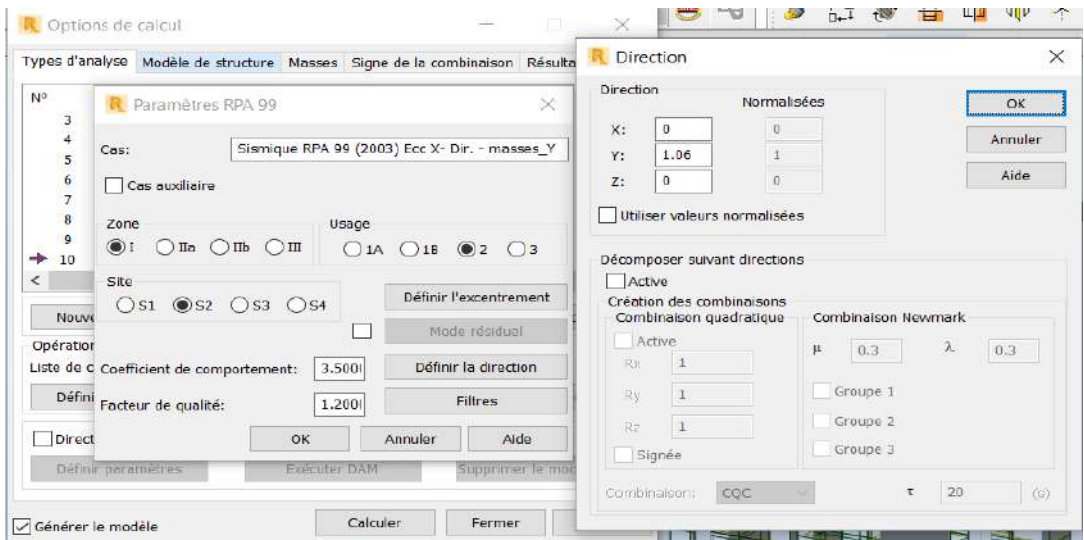 Options de calcul
Types d'analyse Modèle de structure Masses Signe de la combinaison Résulta
N°
3
4
5
6
7
8
9
10
Nouve
Opération
Liste de c
Défini
Direct
Définir paramètres Exécuter DAM Supprimer le mo
Générer le modèle Calculer Fermer
Paramètres RPA 99
Cas: Sismique RPA 99 (2003) Ecc X- Dir. - masses_Y
Cas auxiliaire
Zone Usage
I IIa IIb III 1A 1B 2 3
Site
S1 S2 S3 S4 Définir l'excentrement
Mode résiduel
Coefficient de comportement: 3.500 Définir la direction
Facteur de qualité: 1.200 Filtres
OK Annuler Aide
Direction
Direction
Normalisées OK
X: 0 0
Annuler
Y: 1.06 1
Z: 0 0 Aide
Utiliser valeurs normalisées
Décomposer suivant directions
Active
Création des combinaisons
Combinaison quadratique Combinaison Newmark
Active μ 0.3 λ 0.3
Rx 1
Ry 1 Groupe 1
Rz 1 Groupe 2
Signée Groupe 3
Combinaison: CQC τ 20 (s)